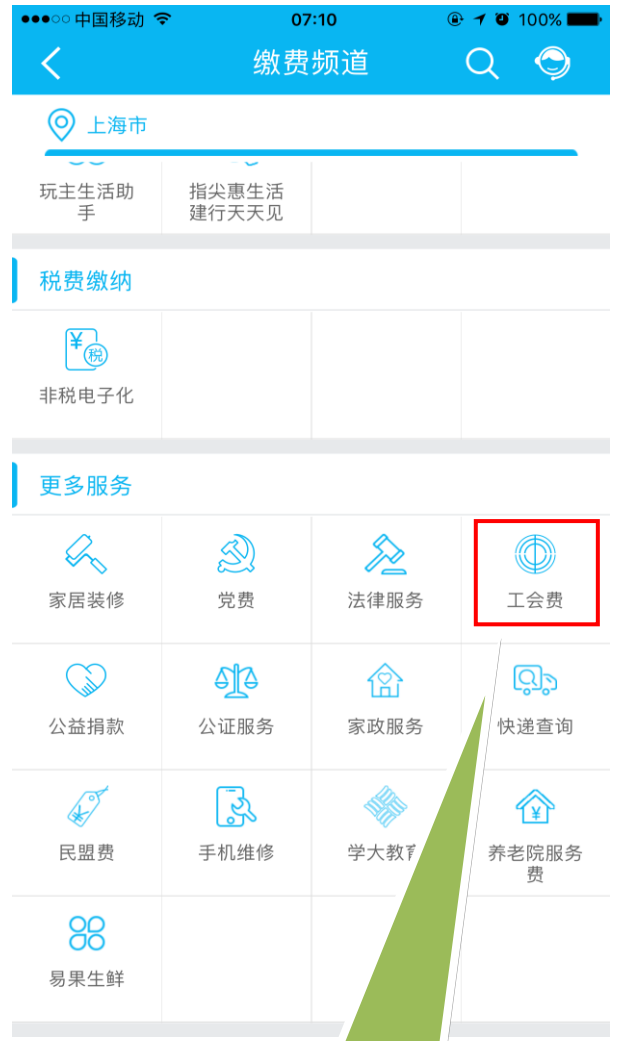 中国移动 07:10 100%
缴费频道
上海市
玩主生活助
手
指尖惠生活
建行天天见
税费缴纳
¥ 税
非税电子化
更多服务
家居装修 党费 法律服务 工会费
公益捐款 公证服务 家政服务 快递查询
¥ ¥
民盟费 手机维修 学大教 养老院服务
费
易果生鲜